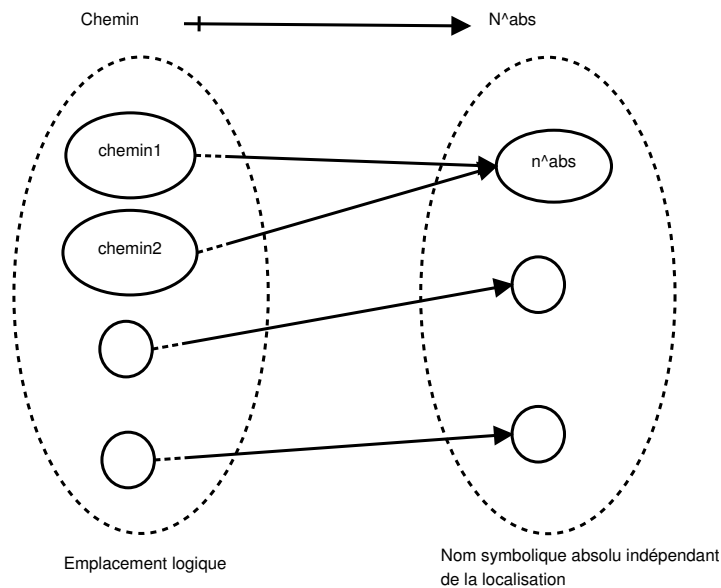 Chemin
N^abs
chemin1
n^abs
chemin2
Emplacement logique
Nom symbolique absolu indépendant
de la localisation